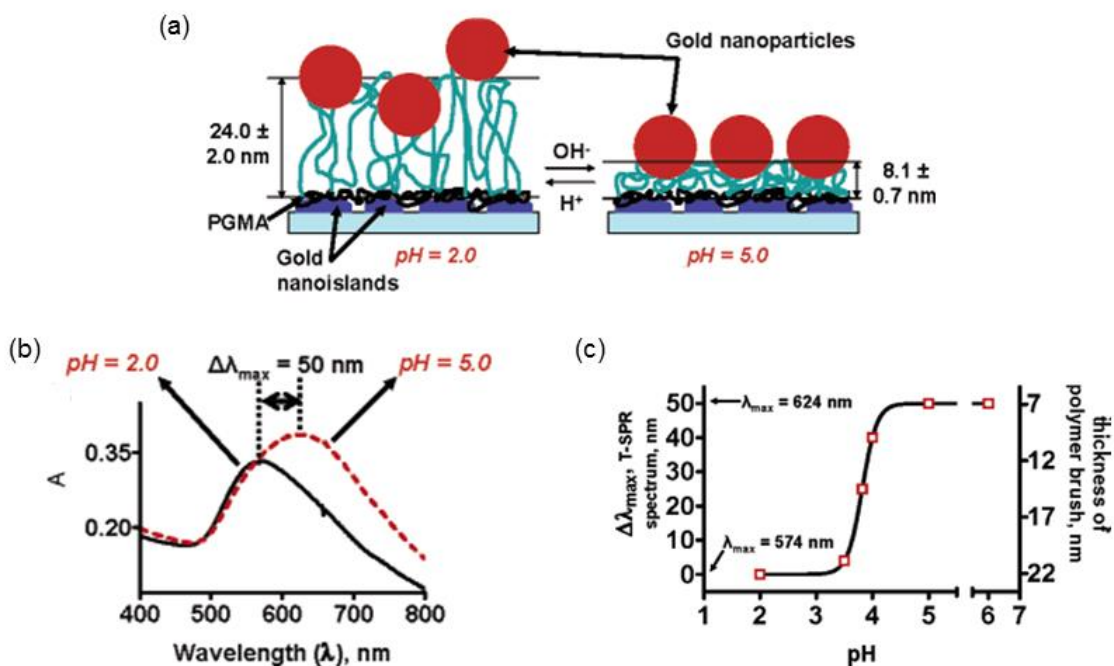 (a)
Gold nanoparticles
24.0 ±
2.0 nm
OH-
H+
8.1 ±
0.7 nm
PGMA
Gold
nanoislands
pH = 2.0
pH = 5.0
(b)
pH = 2.0
Δλmax = 50 nm
pH = 5.0
A
0.35
0.20
400 500 600 700 800
Wavelength (λ), nm
(c)
Δλmax, T-SPR
spectrum, nm
50
40
30
20
10
0
λmax = 624 nm
λmax = 574 nm
7
12
17
22
thickness of
polymer brush, nm
1 2 3 4 5 6 7
pH